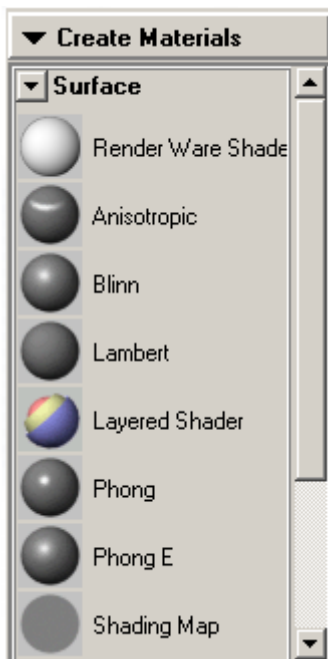 Create Materials
Surface
Render Ware Shade
Anisotropic
Blinn
Lambert
Layered Shader
Phong
Phong E
Shading Map